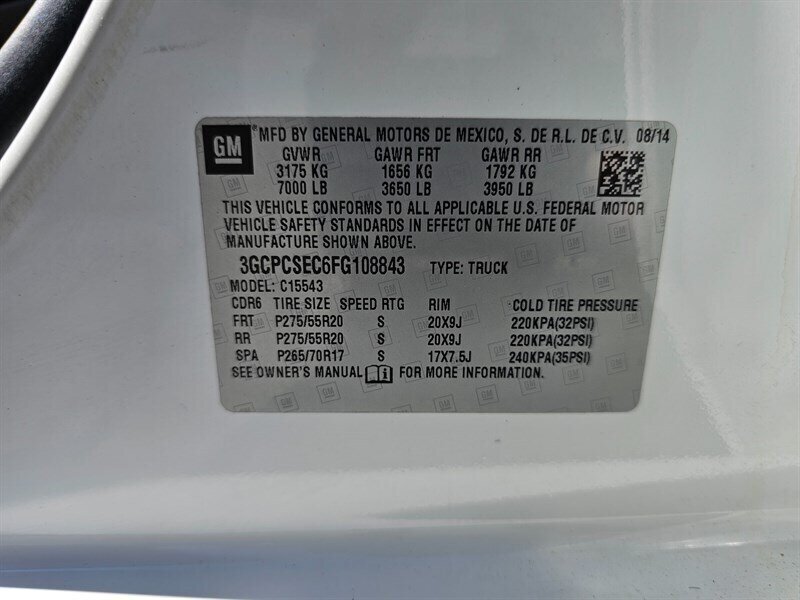 GM ® MFD BY GENERAL MOTORS DE MEXICO, S. DE R.L. DE C.V. 08/14
GVWR GAWR FRT GAWR RR
3175 KG 1656 KG 1792 KG
7000 LB 3650 LB 3950 LB
THIS VEHICLE CONFORMS TO ALL APPLICABLE U.S. FEDERAL MOTOR
VEHICLE SAFETY STANDARDS IN EFFECT ON THE DATE OF
MANUFACTURE SHOWN ABOVE.
3GCPCSEC6FG108843 TYPE: TRUCK
MODEL: C15543
CDR6 TIRE SIZE SPEED RTG RIM COLD TIRE PRESSURE
FRT P275/55R20 S 20X9J 220KPA(32PSI)
RR P275/55R20 S 20X9J 220KPA(32PSI)
SPA P265/70R17 S 17X7.5J 240KPA(35PSI)
SEE OWNER'S MANUAL FOR MORE INFORMATION.